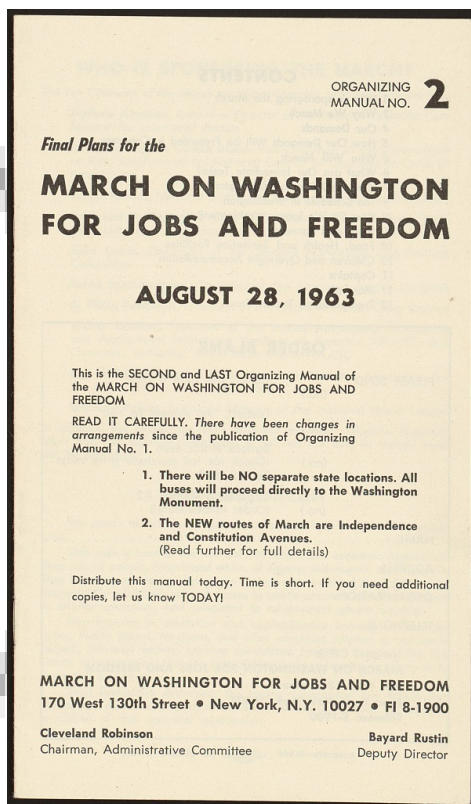 ORGANIZING
MANUAL NO. 2
Final Plans for the
MARCH ON WASHINGTON
FOR JOBS AND FREEDOM
AUGUST 28, 1963
This is the SECOND and LAST Organizing Manual of
the MARCH ON WASHINGTON FOR JOBS AND
FREEDOM
READ IT CAREFULLY. There have been changes in
arrangements since the publication of Organizing
Manual No. 1.
1. There will be NO separate state locations. All
buses will proceed directly to the Washington
Monument.
2. The NEW routes of March are Independence
and Constitution Avenues.
(Read further for full details)
Distribute this manual today. Time is short. If you need additional
copies, let us know TODAY!
MARCH ON WASHINGTON FOR JOBS AND FREEDOM
170 West 130th Street • New York, N.Y. 10027 • FI 8-1900
Cleveland Robinson
Chairman, Administrative Committee
Bayard Rustin
Deputy Director